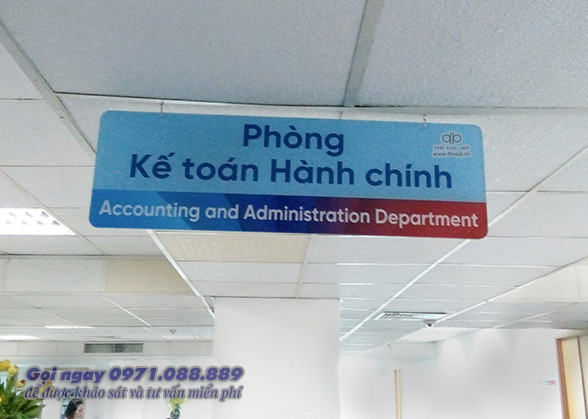 Phòng
Kế toán Hành chính
Accounting and Administration Department
Gọi ngay 0971.088.889
để được khảo sát và tư vấn miễn phí